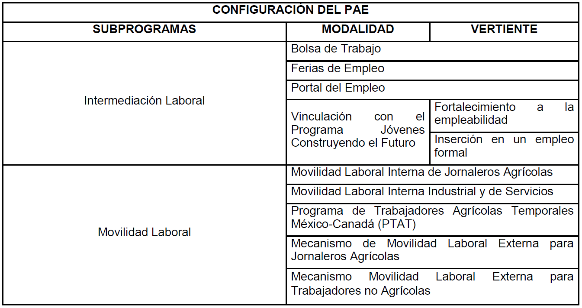 CONFIGURACIÓN DEL PAE
SUBPROGRAMAS
MODALIDAD
VERTIENTE
Intermediación Laboral
Bolsa de Trabajo
Ferias de Empleo
Portal del Empleo
Vinculación con el
Programa Jóvenes
Construyendo el Futuro
Fortalecimiento a la
empleabilidad
Inserción en un empleo
formal
Movilidad Laboral
Movilidad Laboral Interna de Jornaleros Agrícolas
Movilidad Laboral Interna Industrial y de Servicios
Programa de Trabajadores Agrícolas Temporales
México-Canadá (PTAT)
Mecanismo de Movilidad Laboral Externa para
Jornaleros Agrícolas
Mecanismo Movilidad Laboral Externa para
Trabajadores no Agrícolas